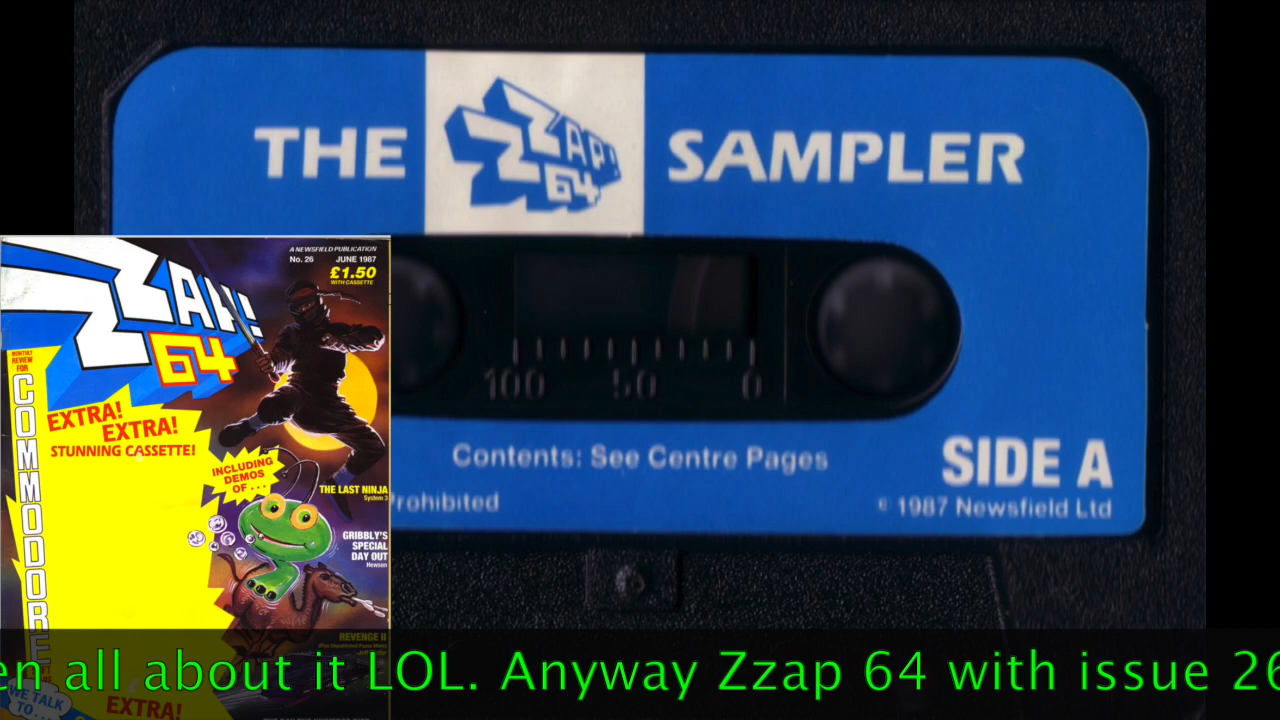 THE ZZAP! 64 SAMPLER
100 50 0
Contents: See Centre Pages
SIDE A
Prohibited
© 1987 Newsfield Ltd
A NEWSFIELD PUBLICATION
No. 26 JUNE 1987
£1.50
WITH CASSETTE
ZZAP!
64
MONTHLY
REVIEW
FOR
COMMODORE
EXTRA!
EXTRA!
STUNNING CASSETTE!
INCLUDING
DEMOS
OF . . .
THE LAST NINJA
System 3
GRIBBLY'S
SPECIAL
DAY OUT
Hewson
REVENGE II
WE TALK
TO . . .
EXTRA!
en all about it LOL. Anyway Zzap 64 with issue 26